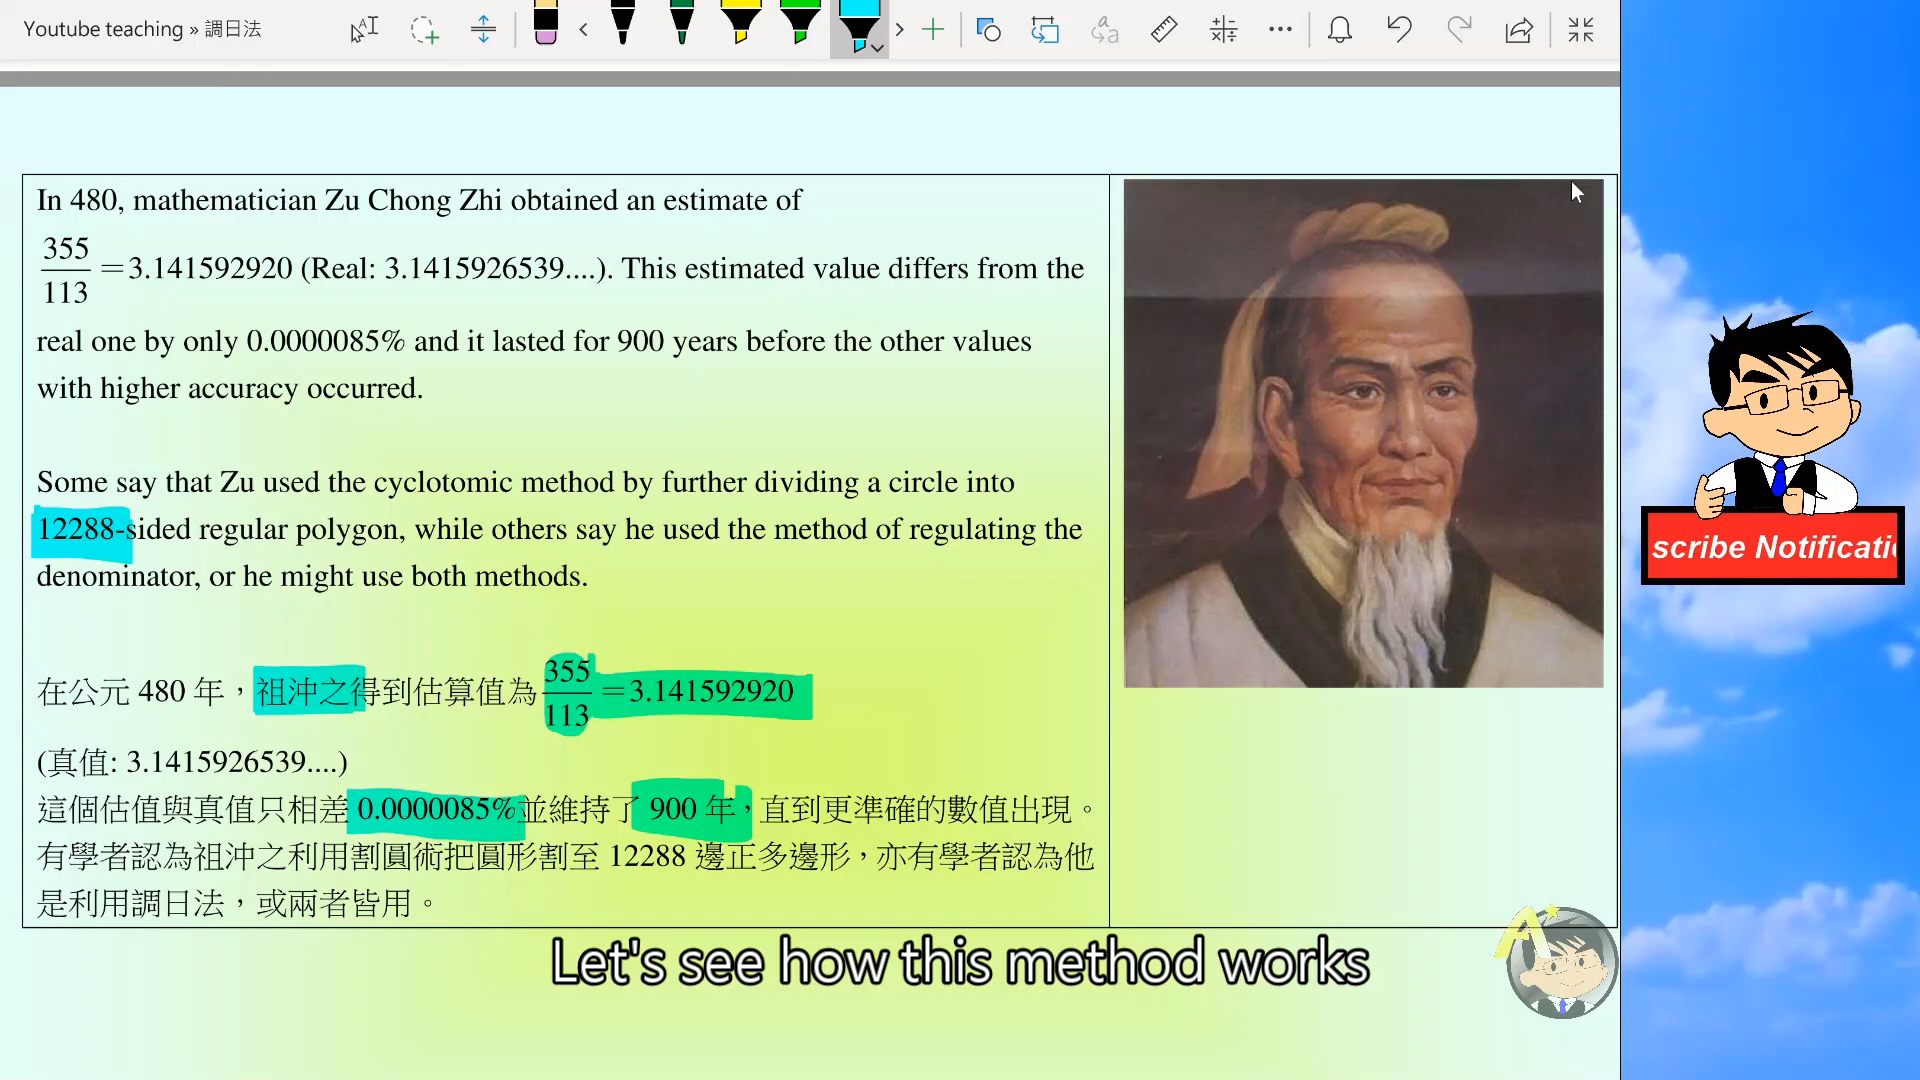 Youtube teaching » 調日法
In 480, mathematician Zu Chong Zhi obtained an estimate of
355
113
=3.141592920 (Real: 3.1415926539....). This estimated value differs from the
real one by only 0.0000085% and it lasted for 900 years before the other values
with higher accuracy occurred.
Some say that Zu used the cyclotomic method by further dividing a circle into
12288-sided regular polygon, while others say he used the method of regulating the
denominator, or he might use both methods.
在公元 480 年，祖沖之得到估算值為 355/113 =3.141592920
(真值: 3.1415926539....)
這個估值與真值只相差 0.0000085%並維持了 900 年，直到更準確的數值出現。
有學者認為祖沖之利用割圓術把圓形割至 12288 邊正多邊形，亦有學者認為他
是利用調日法，或兩者皆用。
scribe Notificati
Let's see how this method works